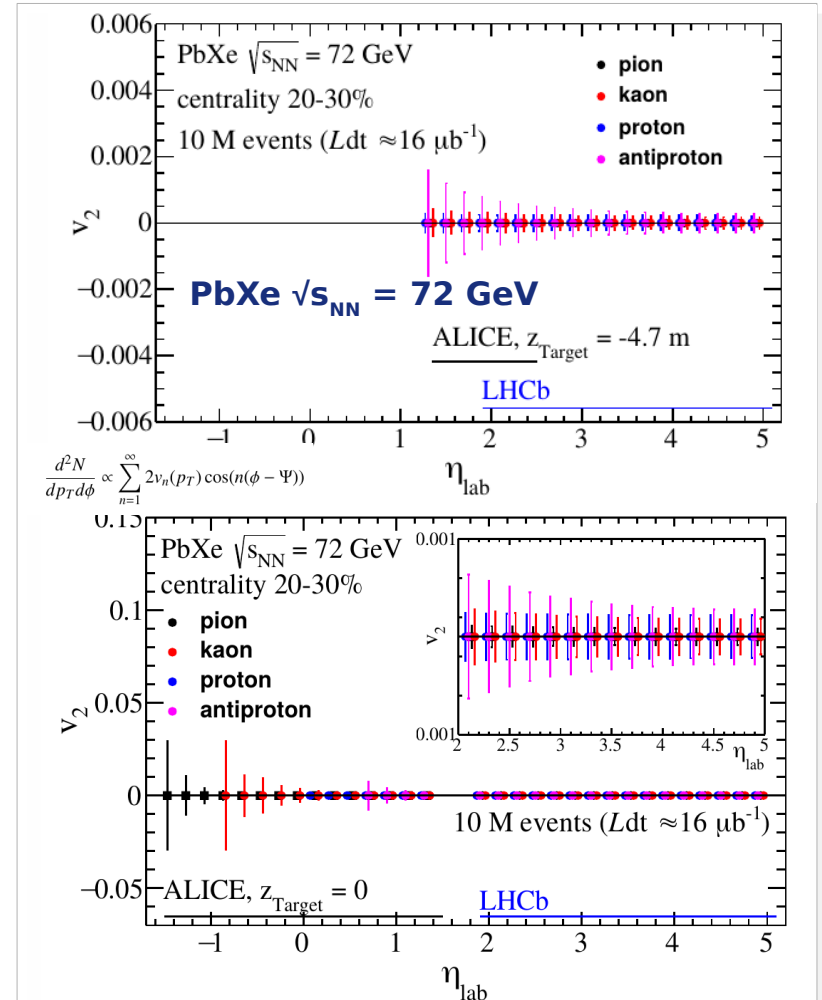 0.006
0.004
0.002
0
−0.002
−0.004
−0.006
v2
PbXe √sNN = 72 GeV
centrality 20-30%
10 M events (Ldt ≈16 μb-1)
pion
kaon
proton
antiproton
PbXe √sNN = 72 GeV
ALICE, zTarget = -4.7 m
LHCb
−1 0 1 2 3 4 5
ηlab
d²N/dpTdϕ ∝ ∑n=1∞ 2vn(pT) cos(n(ϕ − Ψ))
0.15
0.1
0.05
0
−0.05
v2
PbXe √sNN = 72 GeV
centrality 20-30%
pion
kaon
proton
antiproton
0.001
v2
0.001
2 2.5 3 3.5 4 4.5 5
ηlab
10 M events (Ldt ≈16 μb-1)
ALICE, zTarget = 0
LHCb
−1 0 1 2 3 4 5
ηlab